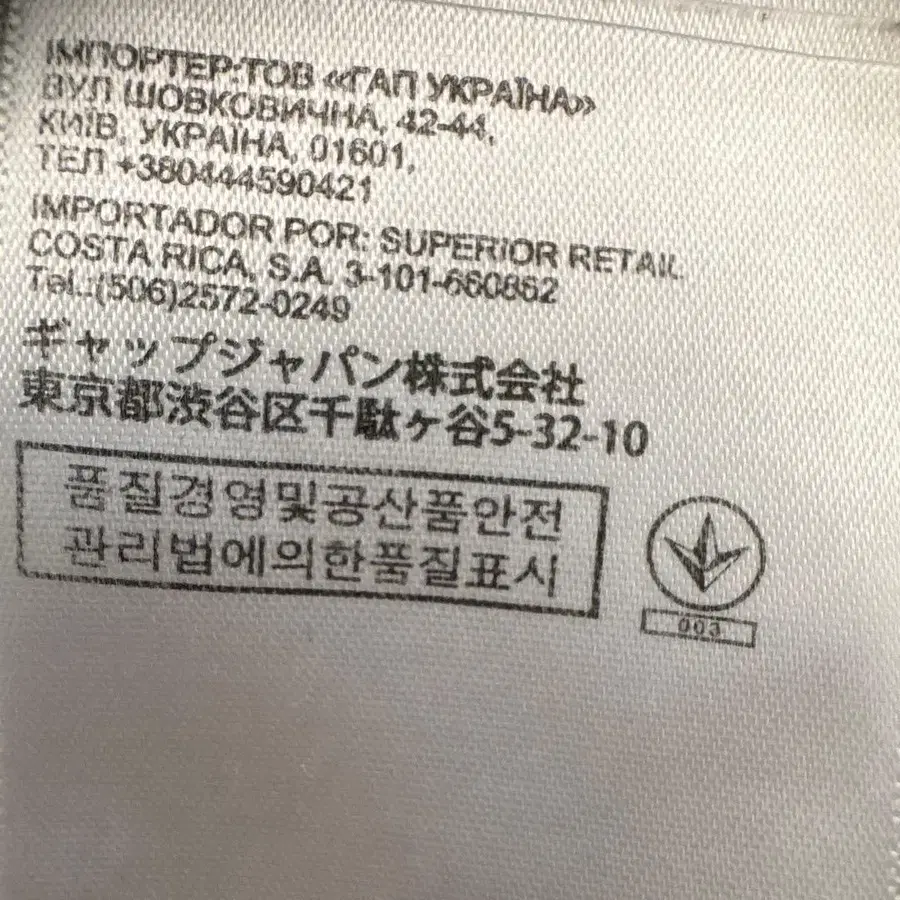 ІМПОРТЕР:ТОВ «ГАП УКРАЇНА»
ВУЛ ШОВКОВИЧНА, 42-44,
КИЇВ, УКРАЇНА, 01601,
ТЕЛ +380444590421
IMPORTADOR POR: SUPERIOR RETAIL
COSTA RICA, S.A. 3-101-660862
Tel.:(506)2572-0249
ギャップジャパン株式会社
東京都渋谷区千駄ヶ谷5-32-10
품질경영및공산품안전
관리법에의한품질표시
003